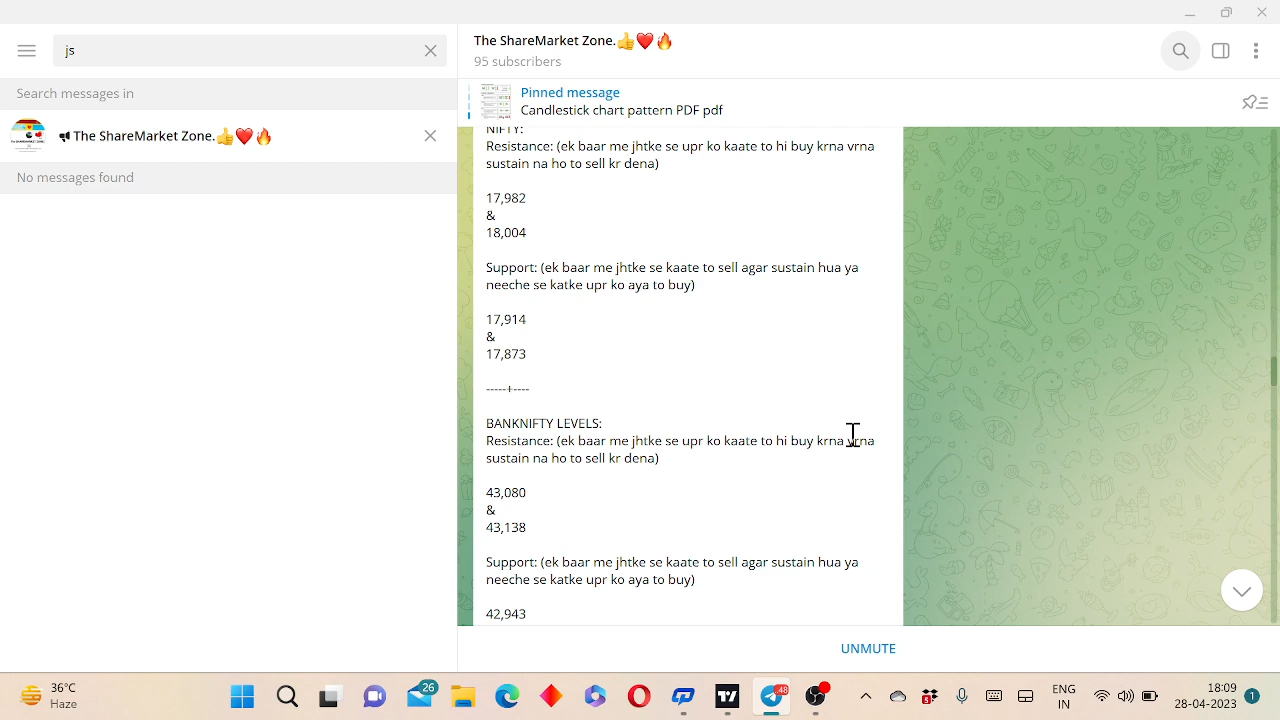 js
Search messages in
The ShareMarket Zone.👍❤️🔥
No messages found
The ShareMarket Zone.👍❤️🔥
95 subscribers
Pinned message
Candlestick chart pattern PDF pdf
NIFTY:
Resistance: (ek baar me jhtke se upr ko kaate to hi buy krna vrna
sustain na ho to sell kr dena)
17,982
&
18,004
Support: (ek baar me jhtke se kaate to sell agar sustain hua ya
neeche se katke upr ko aya to buy)
17,914
&
17,873
-----+----
BANKNIFTY LEVELS:
Resistance: (ek baar me jhtke se upr ko kaate to hi buy krna vrna
sustain na ho to sell kr dena)
43,080
&
43,138
Support: (ek baar me jhtke se kaate to sell agar sustain hua ya
neeche se katke upr ko aya to buy)
42,943
UNMUTE
36°C
Haze
26
48
ENG
IN
18:09
28-04-2023
1